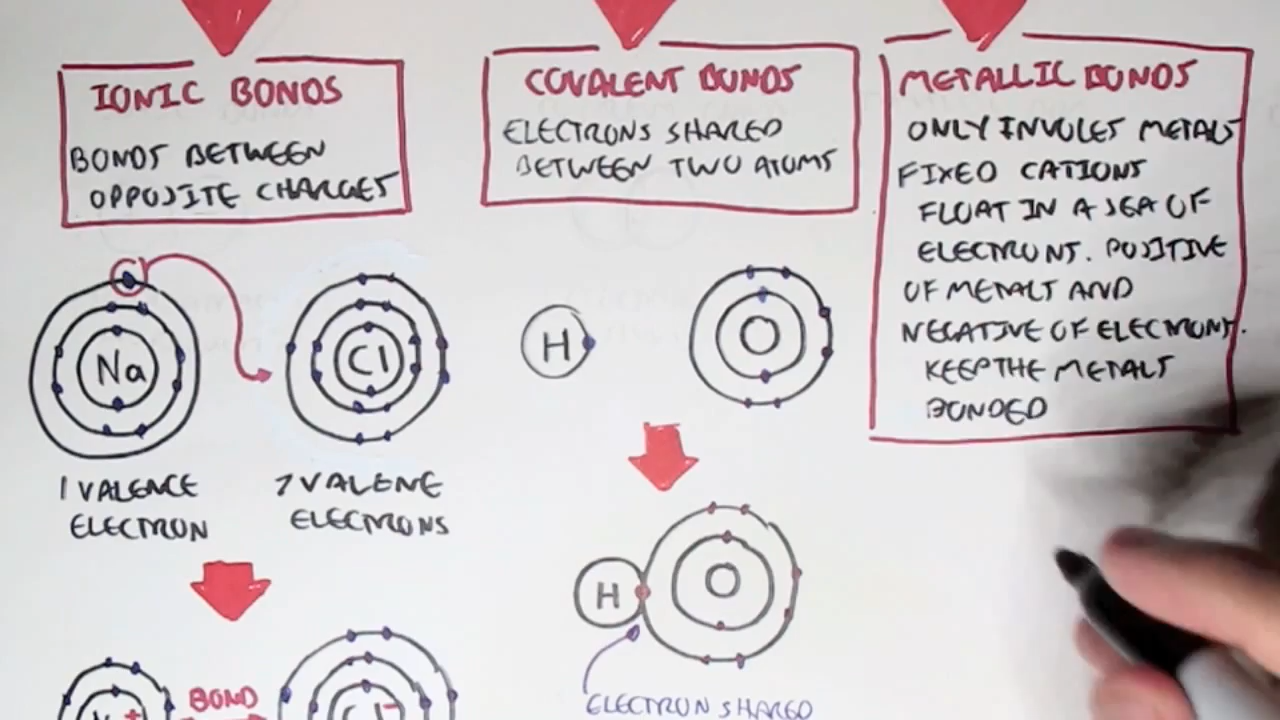 IONIC BONDS
BONDS BETWEEN
OPPOSITE CHARGES
COVALENT BONDS
ELECTRONS SHARED
BETWEEN TWO ATOMS
METALLIC BONDS
ONLY INVOLES METALS
FIXED CATIONS
FLOAT IN A SEA OF
ELECTRONS. POSITIVE
OF METALS AND
NEGATIVE OF ELECTRONS.
KEEP THE METALS
BONDED
Na
Cl
H
O
1 VALENCE
ELECTRON
7 VALENE
ELECTRONS
H
O
ELECTRON SHARED
BOND
+
Cl-